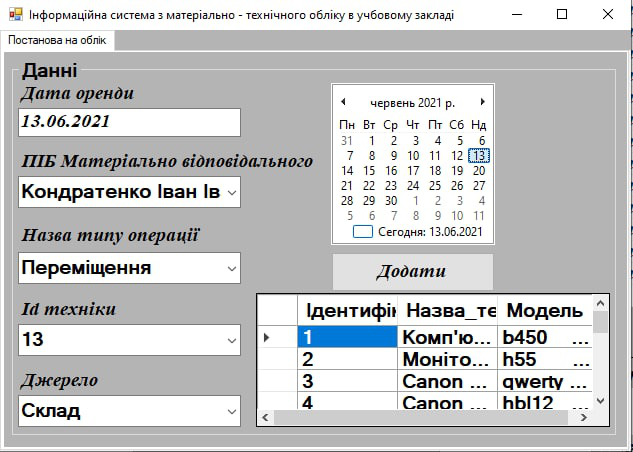 Інформаційна система з матеріально - технічного обліку в учбовому закладі
Постанова на облік
Данні
Дата оренди
13.06.2021
ПІБ Матеріально відповідального
Кондратенко Іван Ів
Назва типу операції
Переміщення
Id техніки
13
Джерело
Склад
червень 2021 р.
Пн Вт Ср Чт Пт Сб Нд
31 1 2 3 4 5 6
7 8 9 10 11 12 13
14 15 16 17 18 19 20
21 22 23 24 25 26 27
28 29 30 1 2 3 4
5 6 7 8 9 10 11
Сегодня: 13.06.2021
Додати
Ідентифік Назва_те Модель
1 Комп'ю... b450 ...
2 Моніто... h55 ...
3 Canon ... qwerty ...
4 Canon ... hbl12 ...